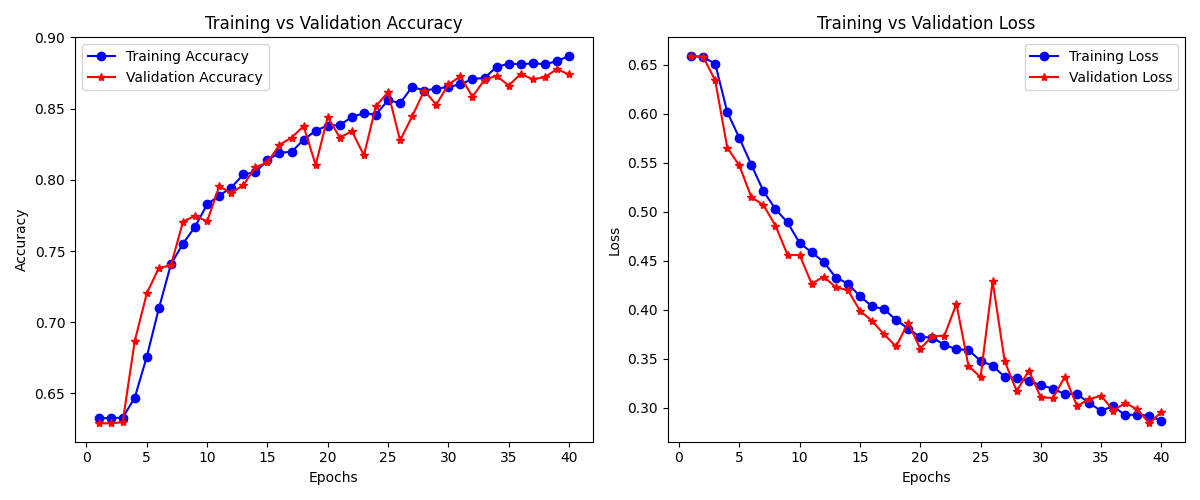 Training vs Validation Accuracy
0.90
0.85
0.80
0.75
0.70
0.65
Accuracy
Training Accuracy
Validation Accuracy
0 5 10 15 20 25 30 35 40
Epochs
Training vs Validation Loss
0.65
0.60
0.55
0.50
0.45
0.40
0.35
0.30
Loss
Training Loss
Validation Loss
0 5 10 15 20 25 30 35 40
Epochs